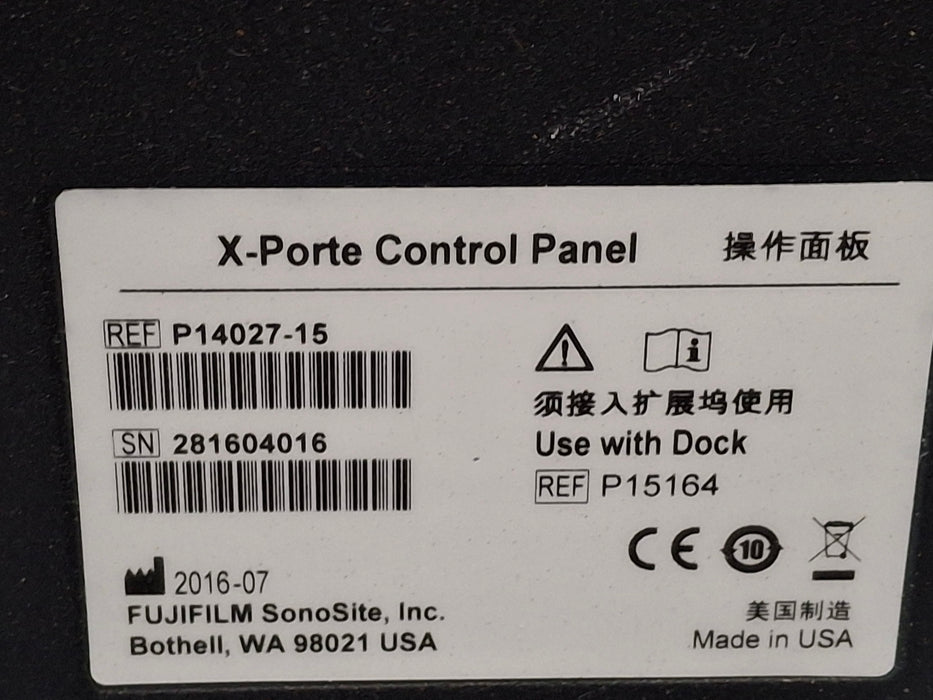 X-Porte Control Panel 操作面板
REF P14027-15
SN 281604016
须接入扩展坞使用
Use with Dock
REF P15164
10
2016-07
FUJIFILM SonoSite, Inc.
Bothell, WA 98021 USA
CE
美国制造
Made in USA